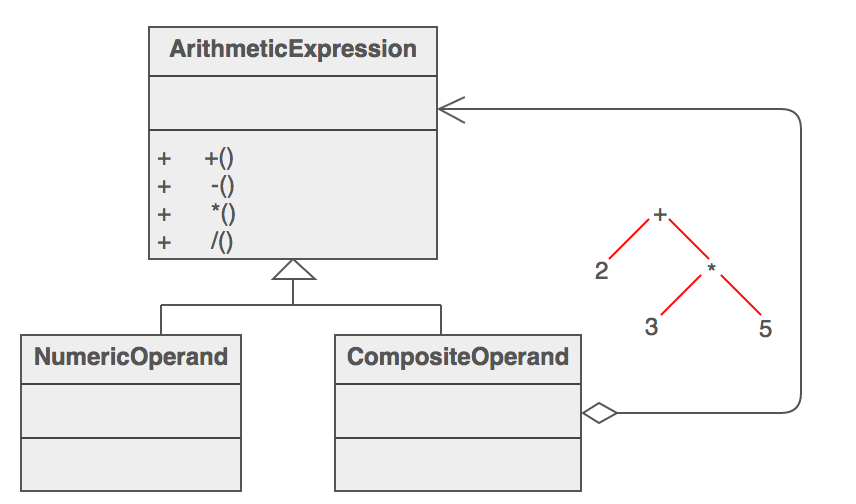 ArithmeticExpression
+ +()
+ -()
+ *()
+ /()
+
2
*
3 5
NumericOperand
CompositeOperand